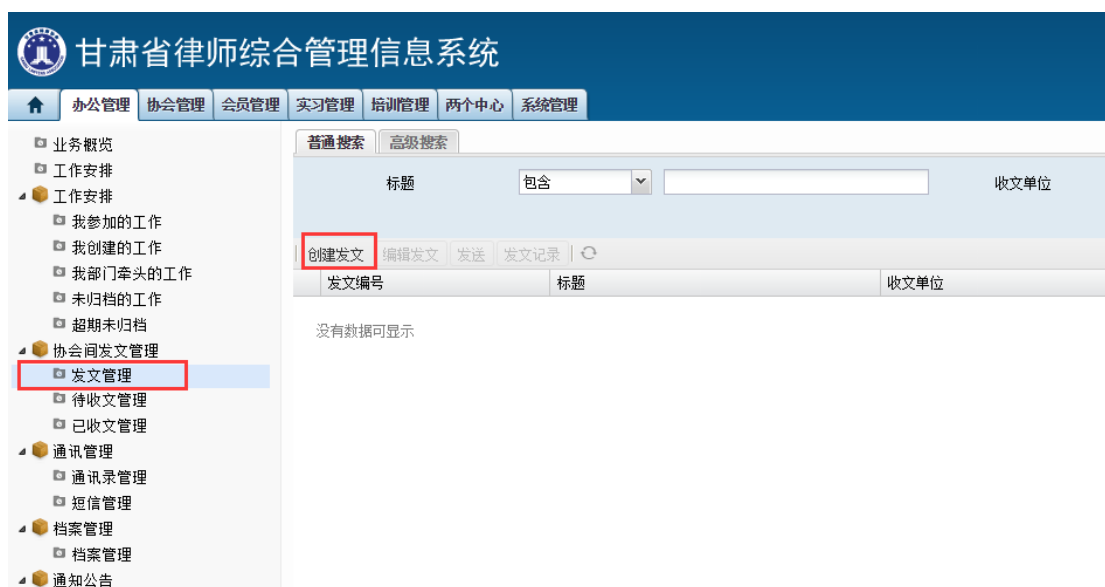 甘肃省律师综合管理信息系统
办公管理 协会管理 会员管理 实习管理 培训管理 两个中心 系统管理
业务概览
工作安排
工作安排
我参加的工作
我创建的工作
我部门牵头的工作
未归档的工作
超期未归档
协会间发文管理
发文管理
待收文管理
已收文管理
通讯管理
通讯录管理
短信管理
档案管理
档案管理
通知公告
普通搜索 高级搜索
标题 包含 收文单位
创建发文 编辑发文 发送 发文记录
发文编号 标题 收文单位
没有数据可显示